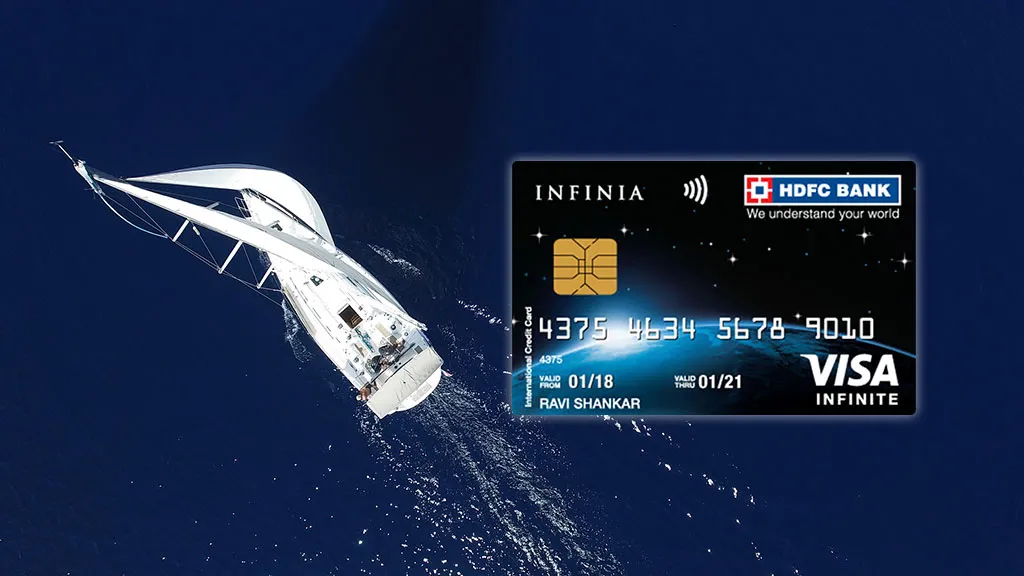 INFINIA
HDFC BANK
We understand your world
International Credit Card
4375 4634 5678 9010
4375
VALID FROM 01/18 VALID THRU 01/21
RAVI SHANKAR
VISA
INFINITE